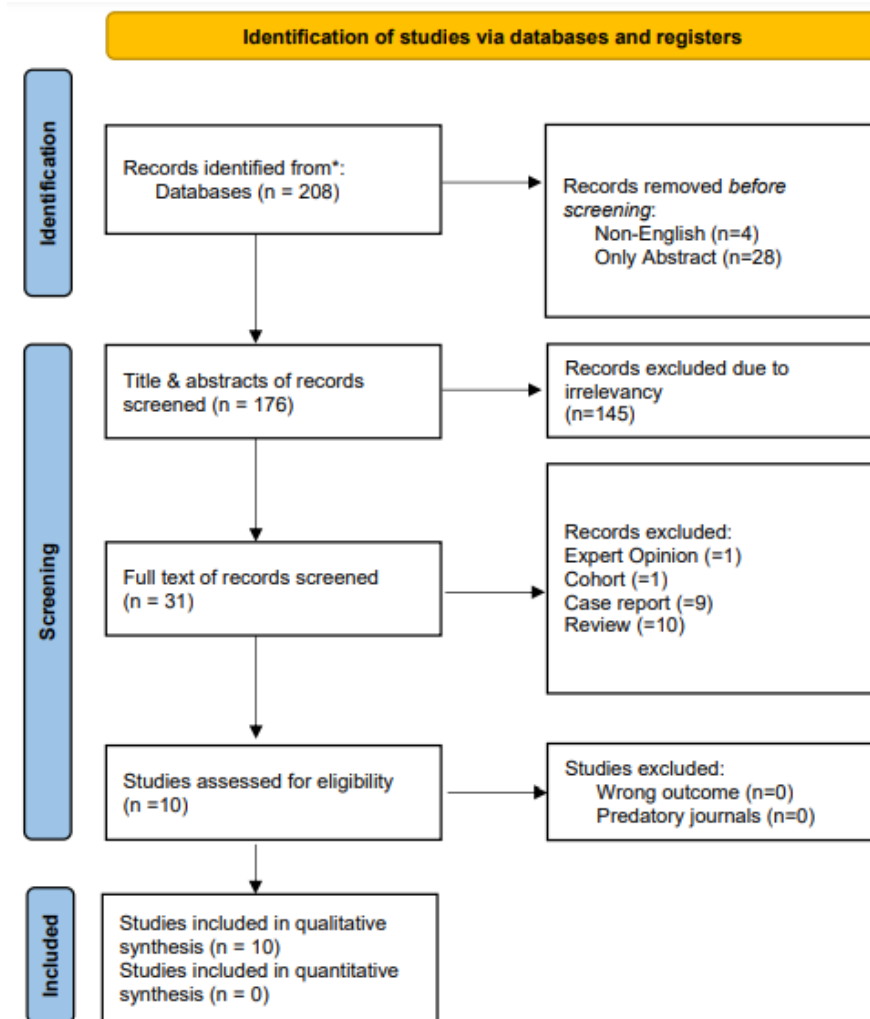 Identification of studies via databases and registers
Identification
Records identified from*:
Databases (n = 208)
Records removed before
screening:
Non-English (n=4)
Only Abstract (n=28)
Screening
Title & abstracts of records
screened (n = 176)
Records excluded due to
irrelevancy
(n=145)
Full text of records screened
(n = 31)
Records excluded:
Expert Opinion (=1)
Cohort (=1)
Case report (=9)
Review (=10)
Studies assessed for eligibility
(n =10)
Studies excluded:
Wrong outcome (n=0)
Predatory journals (n=0)
Included
Studies included in qualitative
synthesis (n = 10)
Studies included in quantitative
synthesis (n = 0)